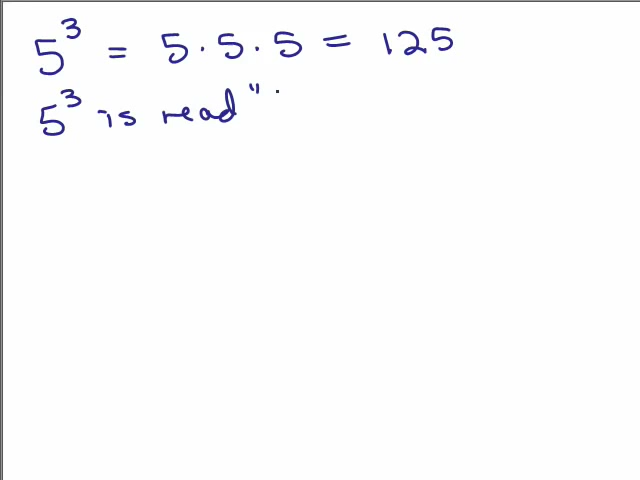 5³ = 5 · 5 · 5 = 125
5³ is read "